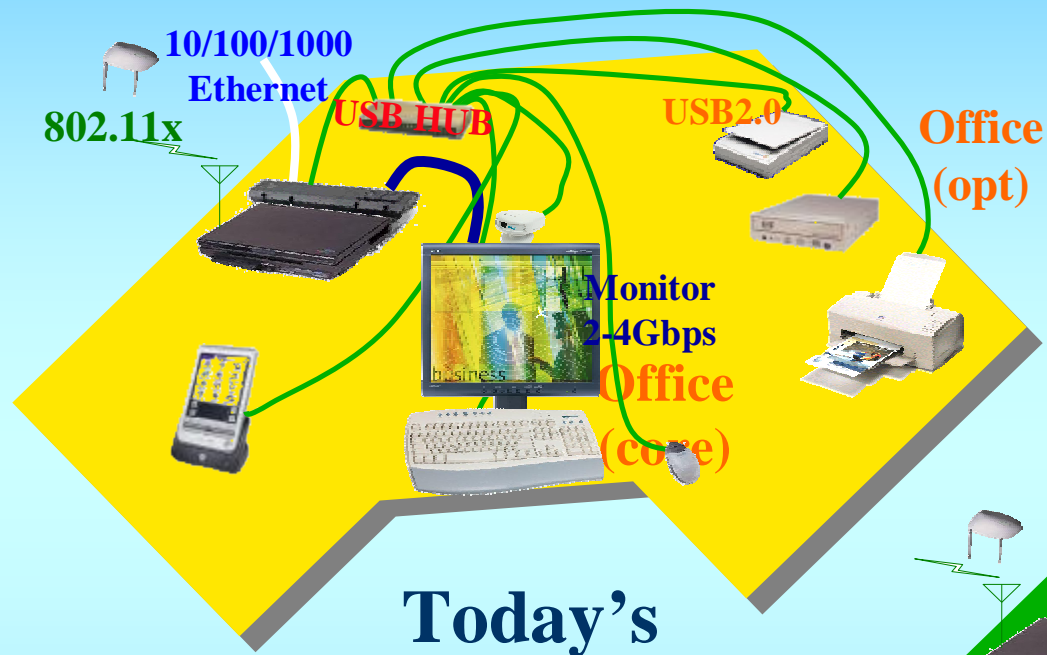 10/100/1000
Ethernet
802.11x
USB HUB
USB2.0
Office
(opt)
Monitor
2-4Gbps
business
Office
(core)
Today’s